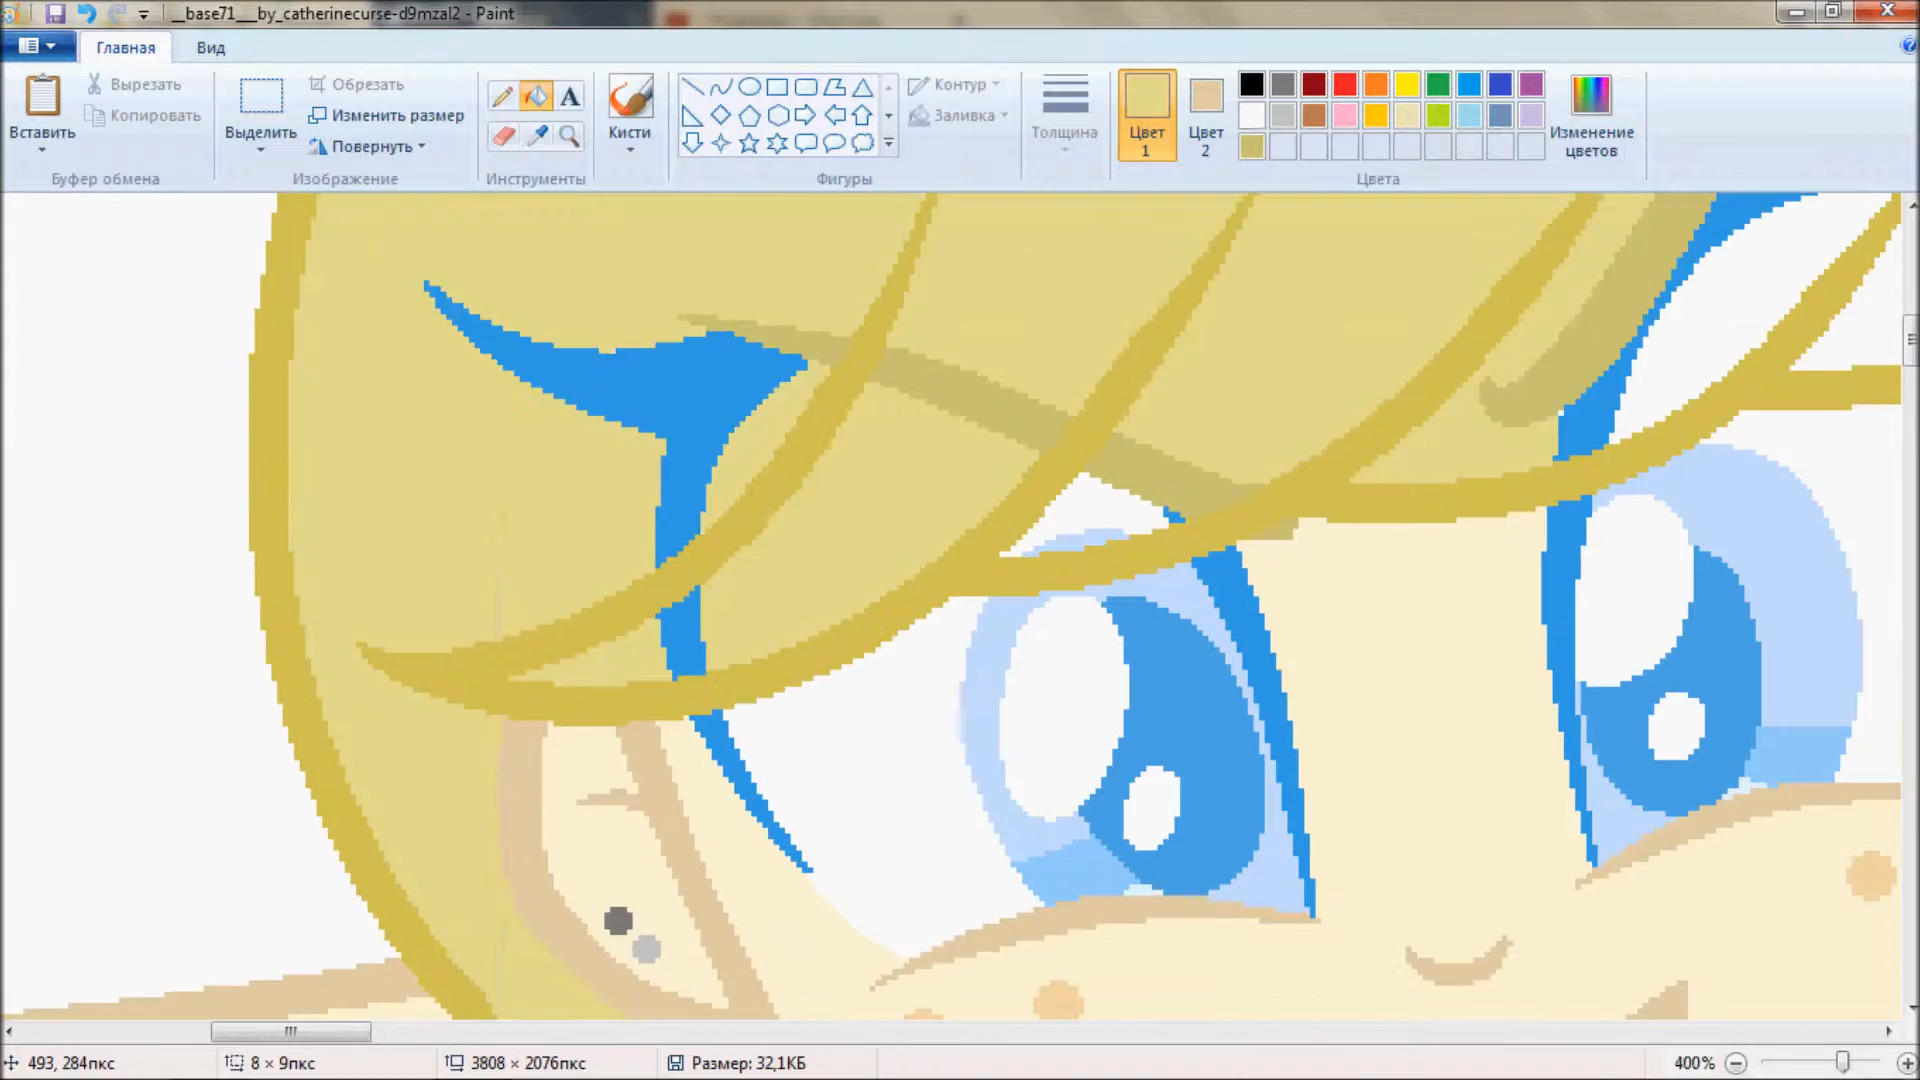 __base71___by_catherinecurse-d9mzal2 - Paint
Главная Вид
Вставить
Вырезать
Копировать
Буфер обмена
Выделить
Обрезать
Изменить размер
Повернуть
Изображение
A
Инструменты
Кисти
Контур
Заливка
Фигуры
Толщина
Цвет 1
Цвет 2
Изменение цветов
Цвета
493, 284пкс
8 × 9пкс
3808 × 2076пкс
Размер: 32,1КБ
400%